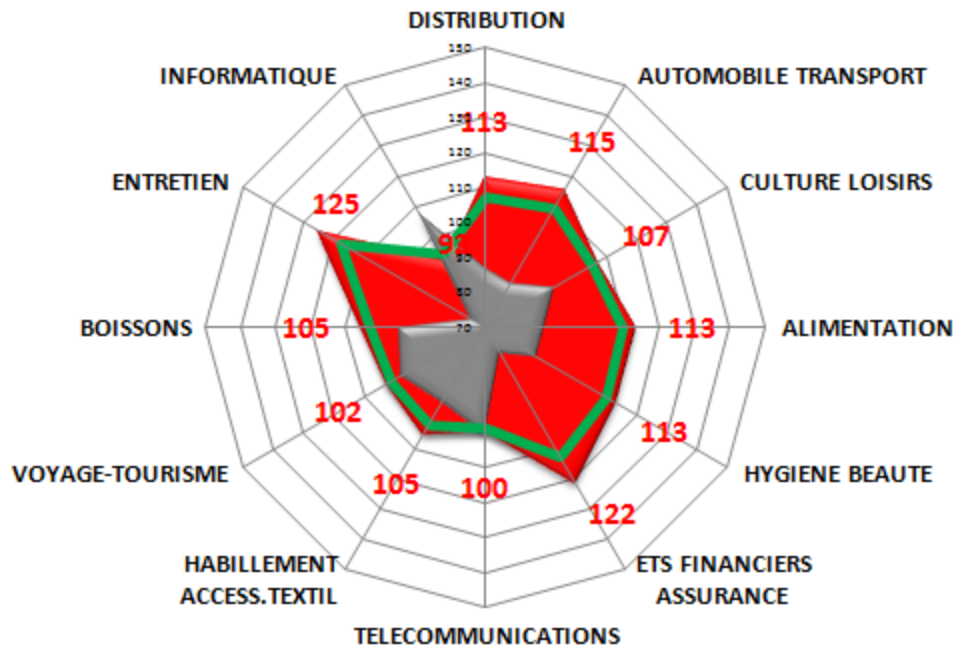 DISTRIBUTION
150
INFORMATIQUE
AUTOMOBILE TRANSPORT
140
130
113
115
120
ENTRETIEN
CULTURE LOISIRS
110
125
100
107
90
80
BOISSONS
105
70
113
ALIMENTATION
102
113
VOYAGE-TOURISME
HYGIENE BEAUTE
105
100
122
HABILLEMENT
ACCESS.TEXTIL
ETS FINANCIERS
ASSURANCE
TELECOMMUNICATIONS